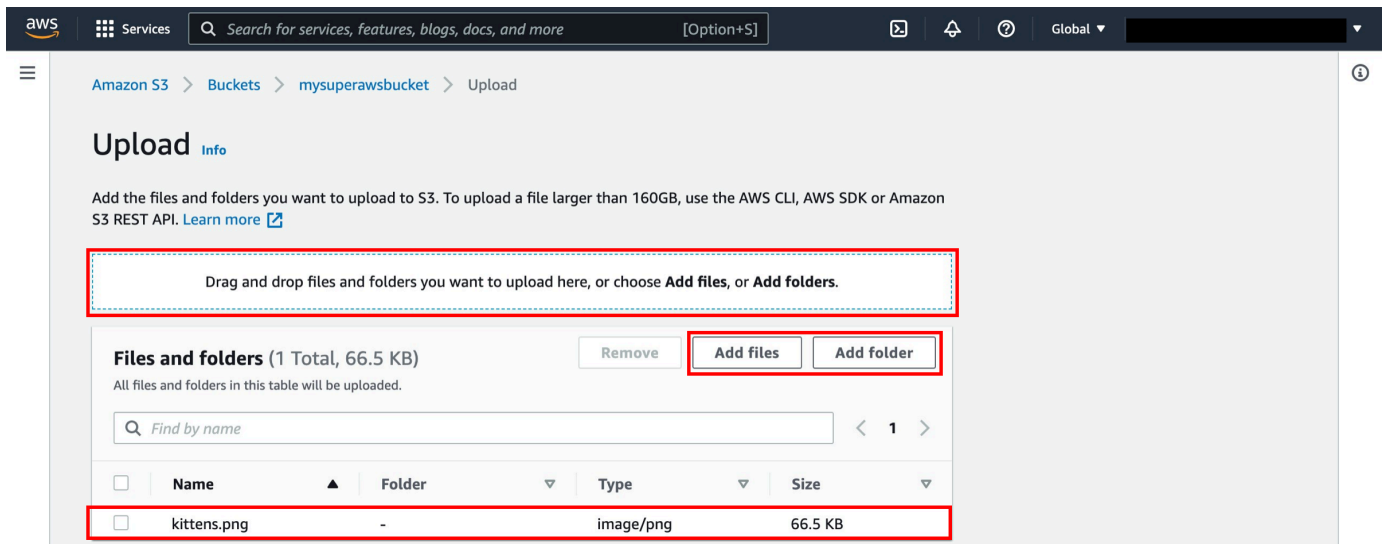 aws Services Search for services, features, blogs, docs, and more [Option+S] Global
Amazon S3 > Buckets > mysuperawsbucket > Upload
Upload Info
Add the files and folders you want to upload to S3. To upload a file larger than 160GB, use the AWS CLI, AWS SDK or Amazon
S3 REST API. Learn more
Drag and drop files and folders you want to upload here, or choose Add files, or Add folders.
Files and folders (1 Total, 66.5 KB) Remove Add files Add folder
All files and folders in this table will be uploaded.
Find by name < 1 >
Name Folder Type Size
kittens.png - image/png 66.5 KB